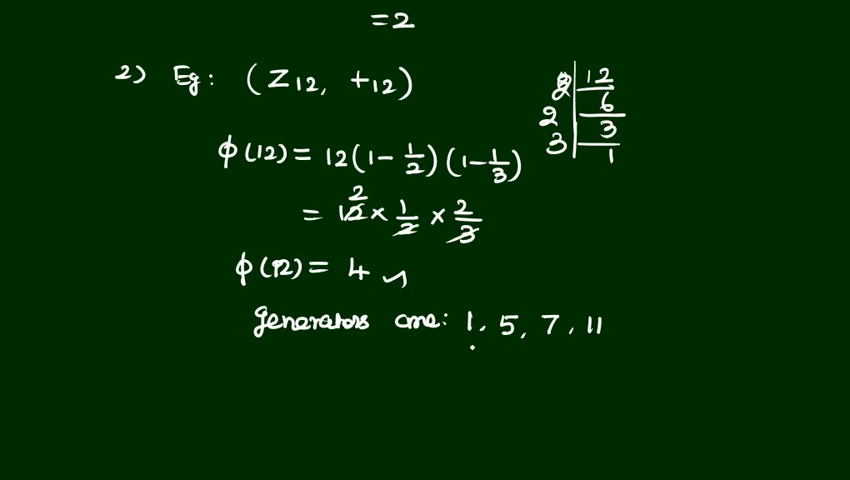 = 2
2) Eg: (Z12, +12)
2 | 12
2 | 6
3 | 3
1
φ(12) = 12(1 - 1/2)(1 - 1/3)
= 12 2 × 1/2 × 2/3
φ(12) = 4
Generators are: 1, 5, 7, 11